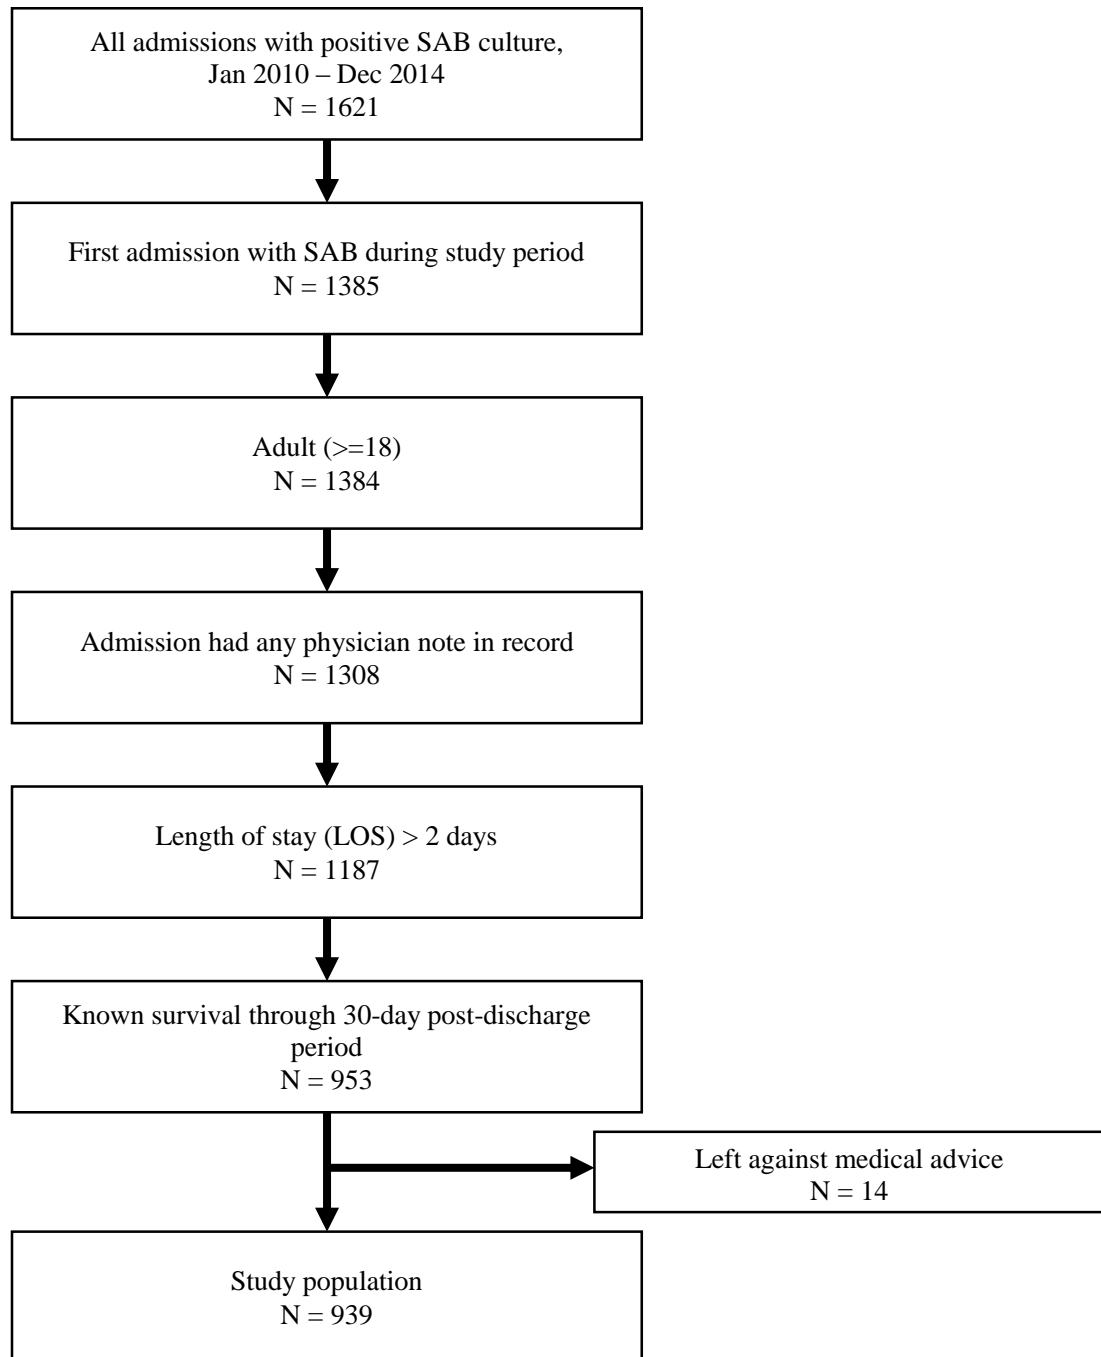 All admissions with positive SAB culture,
Jan 2010 – Dec 2014
N = 1621
First admission with SAB during study period
N = 1385
Adult (>=18)
N = 1384
Admission had any physician note in record
N = 1308
Length of stay (LOS) > 2 days
N = 1187
Known survival through 30-day post-discharge
period
N = 953
Left against medical advice
N = 14
Study population
N = 939